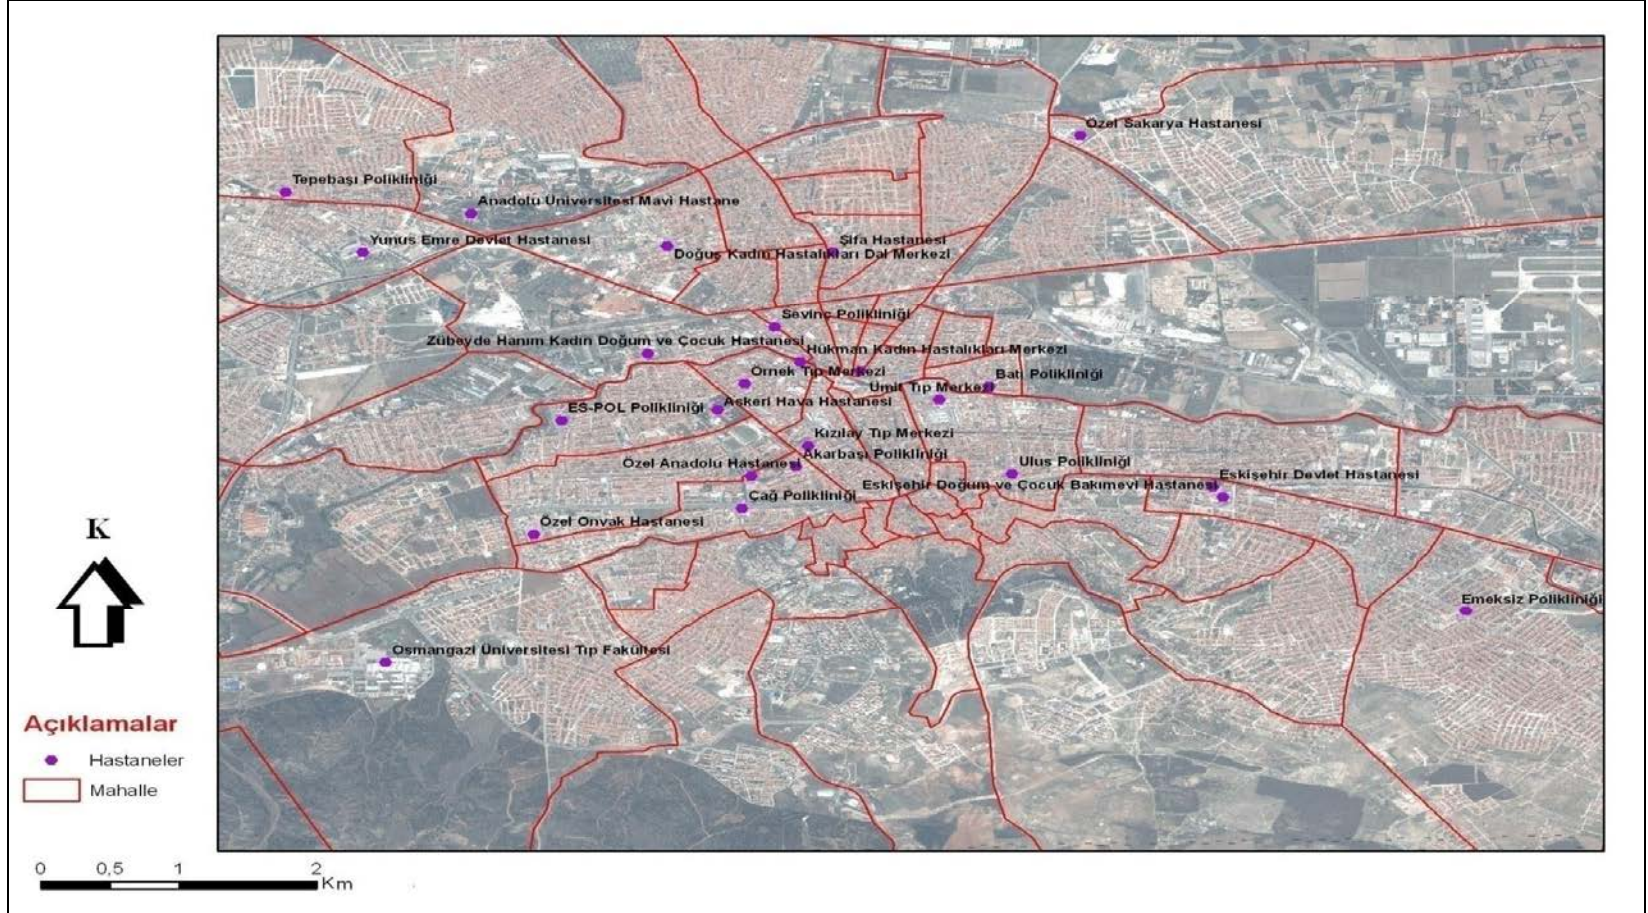 Özel Sakarya Hastanesi
Tepebaşı Polikliniği
Anadolu Üniversitesi Mavi Hastane
Yunus Emre Devlet Hastanesi
Şifa Hastanesi
Doğuş Kadın Hastalıkları Dal Merkezi
Sevinç Polikliniği
Zübeyde Hanım Kadın Doğum ve Çocuk Hastanesi
Hükman Kadın Hastalıkları Merkezi
Örnek Tıp Merkezi
Batı Polikliniği
Ümit Tıp Merkezi
ES-POL Polikliniği
Askeri Hava Hastanesi
Kızılay Tıp Merkezi
Akarbaşı Polikliniği
Özel Anadolu Hastanesi
Ulus Polikliniği
Eskişehir Devlet Hastanesi
Eskişehir Doğum ve Çocuk Bakımevi Hastanesi
Çağ Polikliniği
Özel Onvak Hastanesi
K
Emeksiz Polikliniği
Osmangazi Üniversitesi Tıp Fakültesi
Açıklamalar
Hastaneler
Mahalle
0 0,5 1 2
Km